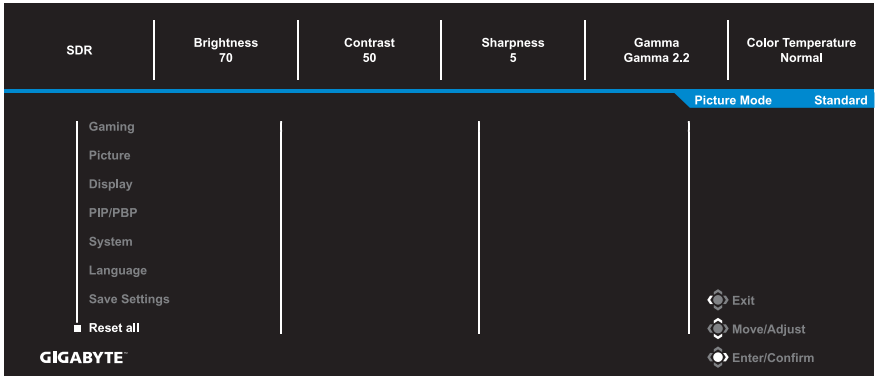 SDR
Brightness
70
Contrast
50
Sharpness
5
Gamma
Gamma 2.2
Color Temperature
Normal
Picture Mode Standard
Gaming
Picture
Display
PIP/PBP
System
Language
Save Settings
Reset all
Exit
Move/Adjust
Enter/Confirm
GIGABYTE™